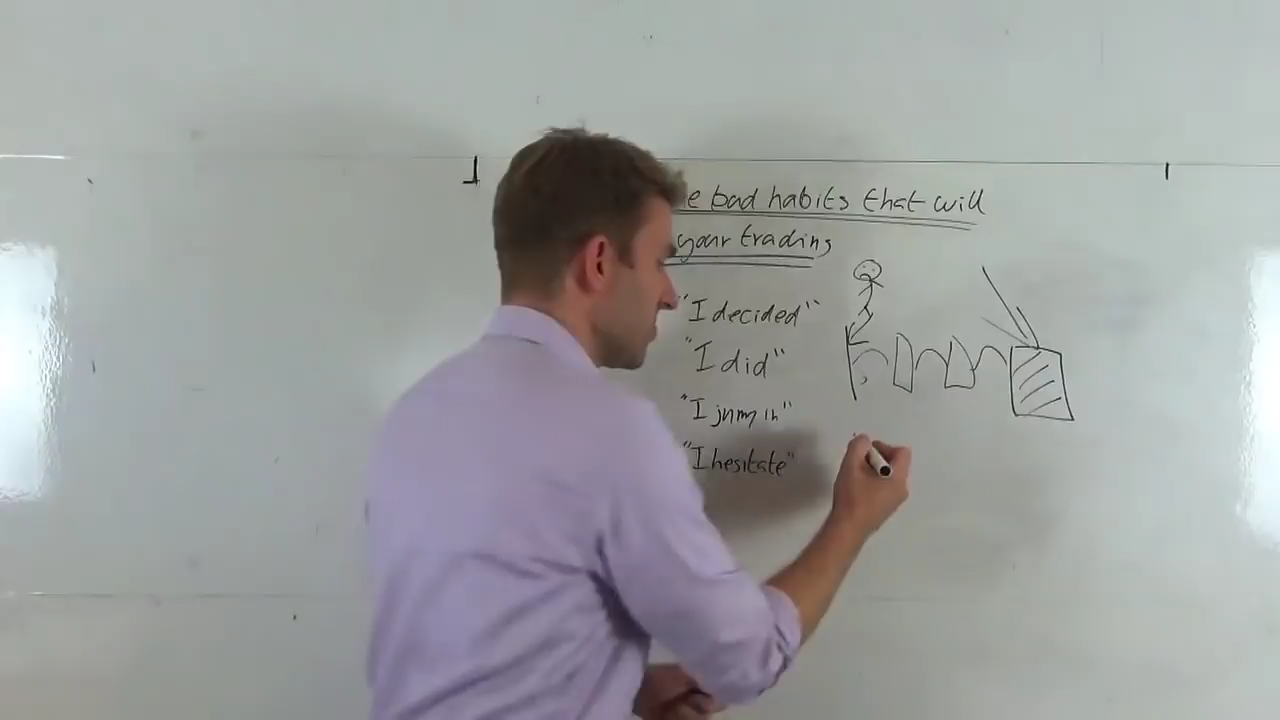 e bad habits that will
your trading
"I decided"
"I did"
"I jump in"
"I hesitate"